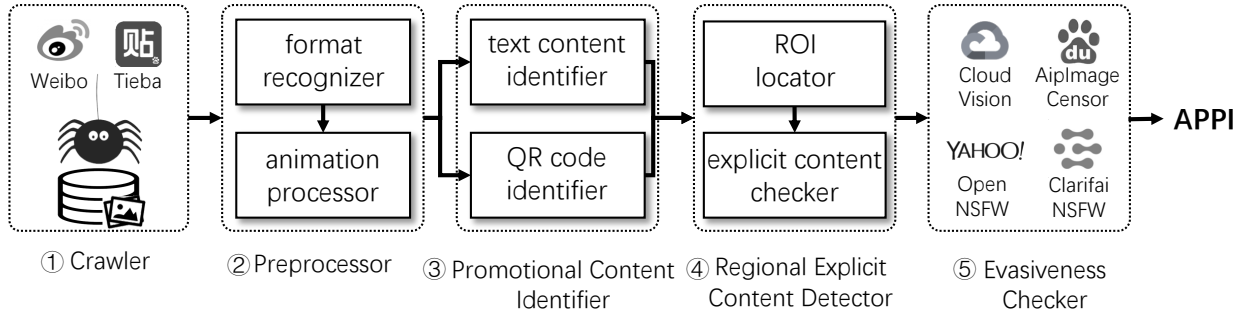 Weibo
Tieba
贴
format
recognizer
animation
processor
text content
identifier
QR code
identifier
ROI
locator
explicit content
checker
du
Cloud
Vision
AipImage
Censor
YAHOO!
Open
NSFW
Clarifai
NSFW
APPI
① Crawler
② Preprocessor
③ Promotional Content
Identifier
④ Regional Explicit
Content Detector
⑤ Evasiveness
Checker